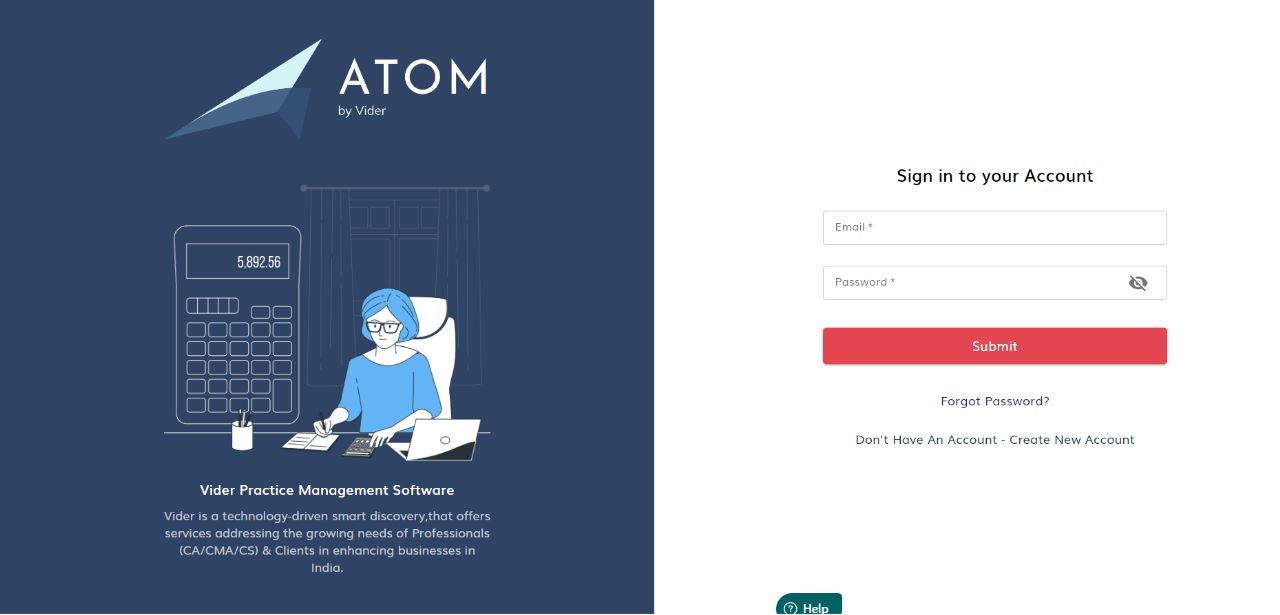 ATOM
by Vider
5,892.56
Vider Practice Management Software
Vider is a technology-driven smart discovery,that offers
services addressing the growing needs of Professionals
(CA/CMA/CS) & Clients in enhancing businesses in
India.
Sign in to your Account
Email *
Password *
Submit
Forgot Password?
Don't Have An Account - Create New Account
Help